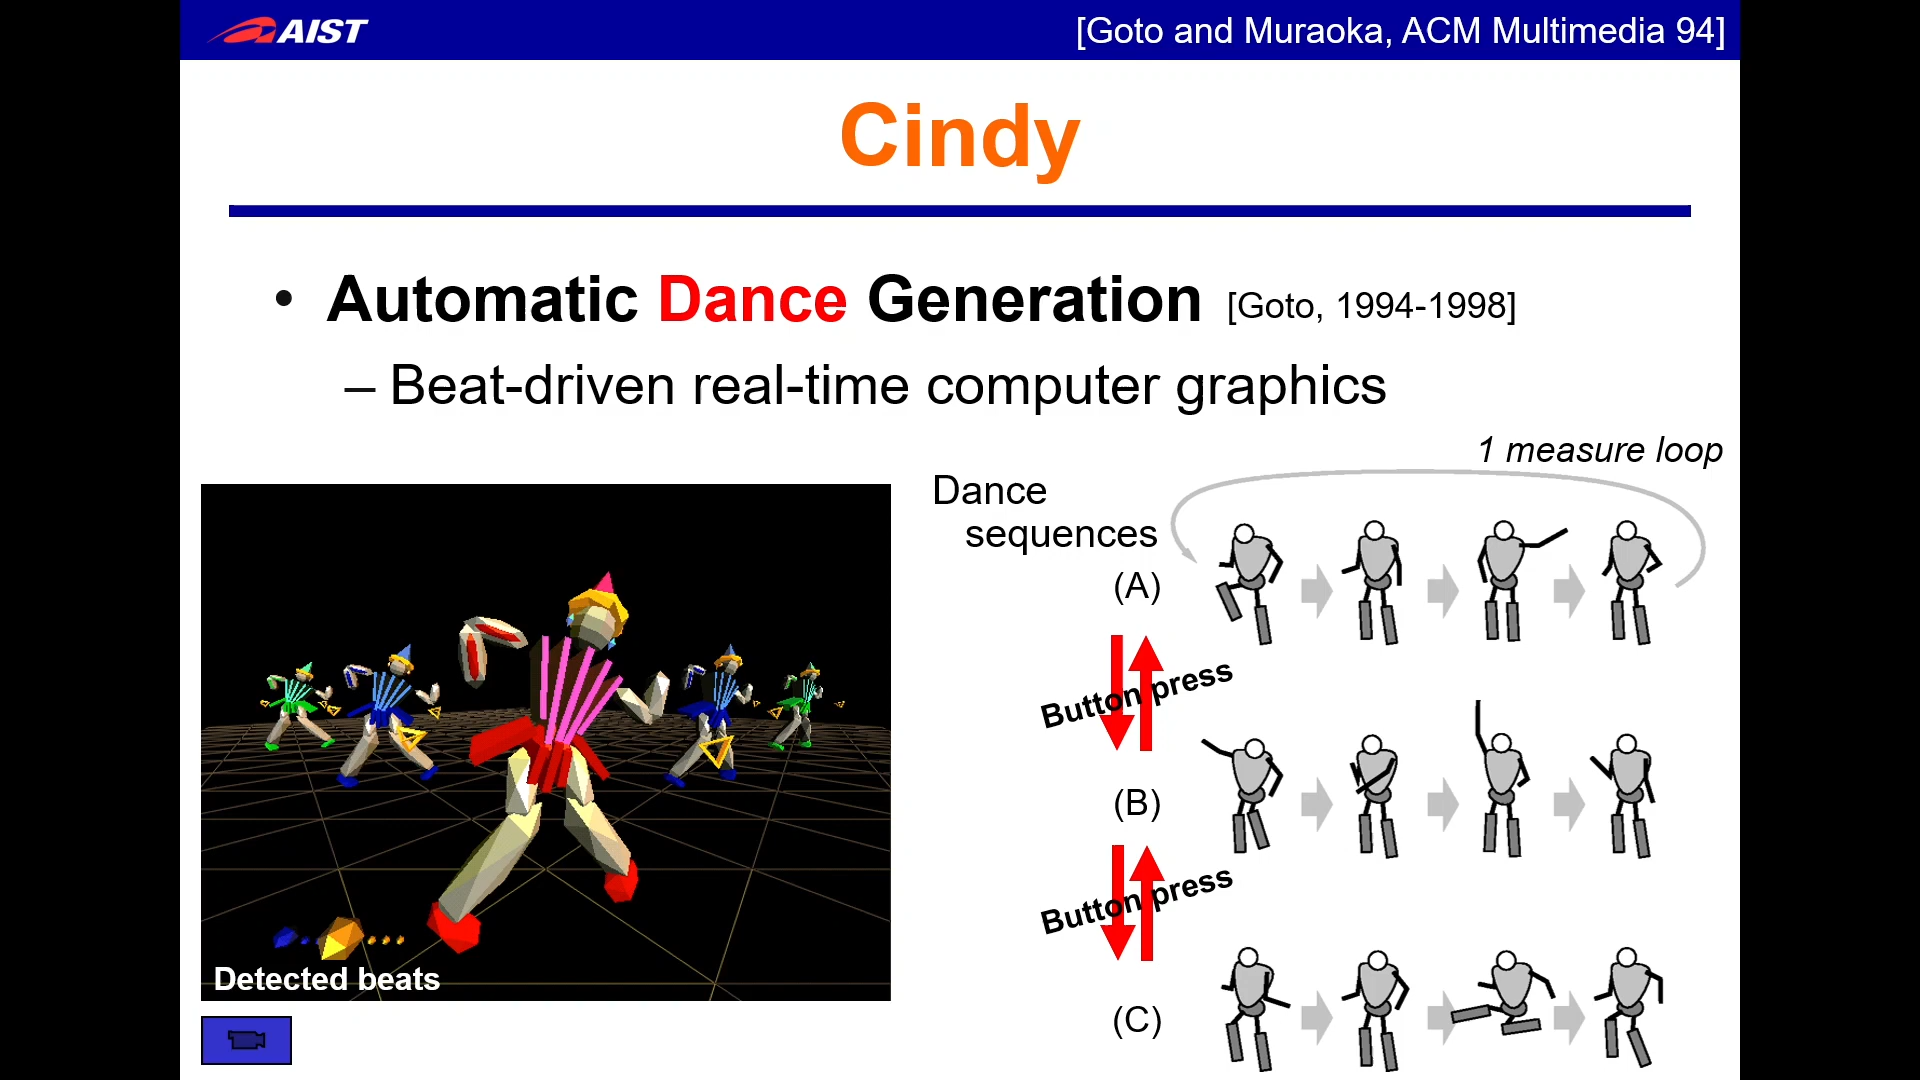 AIST
[Goto and Muraoka, ACM Multimedia 94]
Cindy
• Automatic Dance Generation [Goto, 1994-1998]
– Beat-driven real-time computer graphics
1 measure loop
Dance
sequences
(A)
Button press
(B)
Button press
(C)
Detected beats